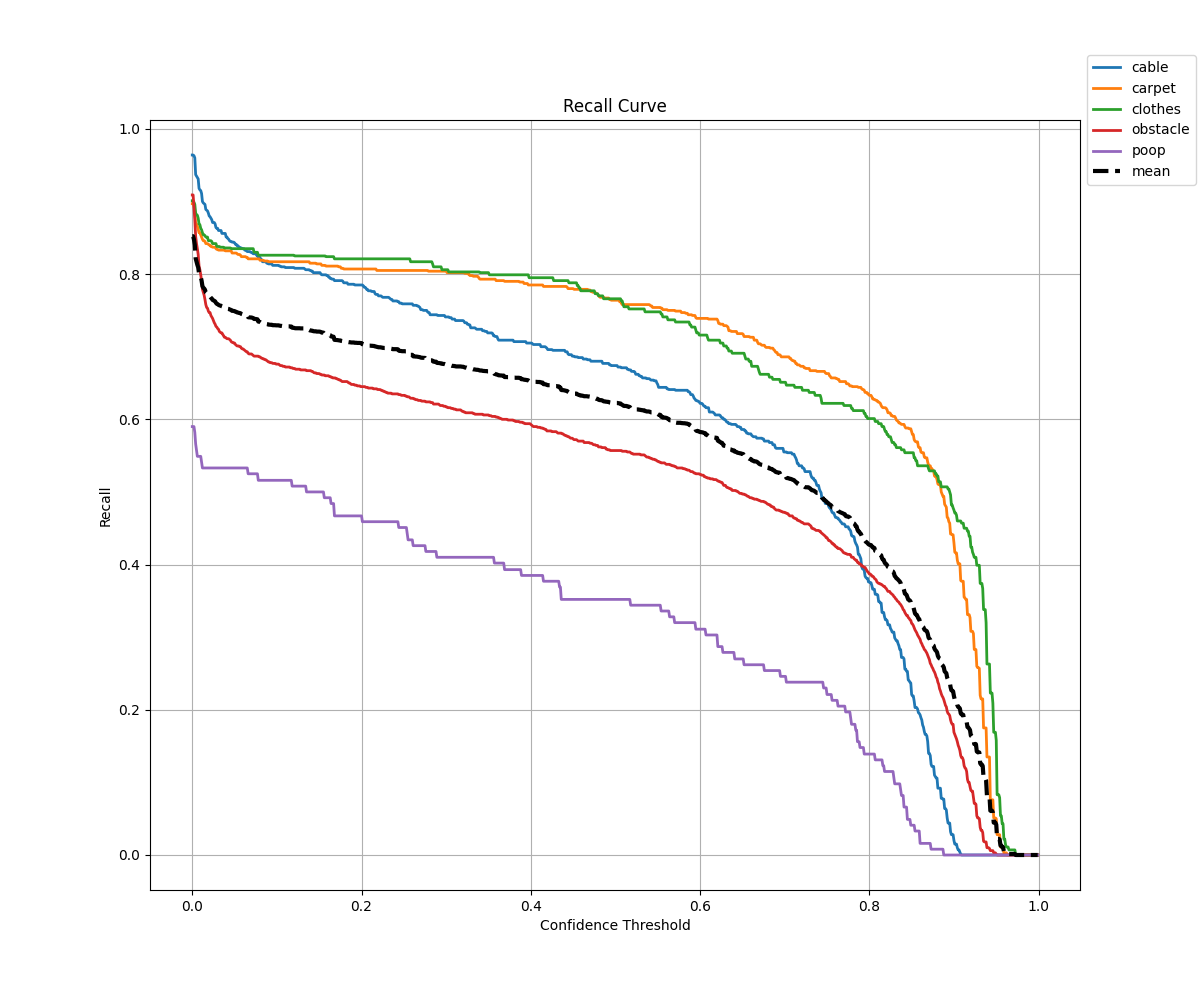 cable
carpet
clothes
obstacle
poop
mean
Recall Curve
1.0
0.8
0.6
0.4
0.2
0.0
Recall
0.0 0.2 0.4 0.6 0.8 1.0
Confidence Threshold